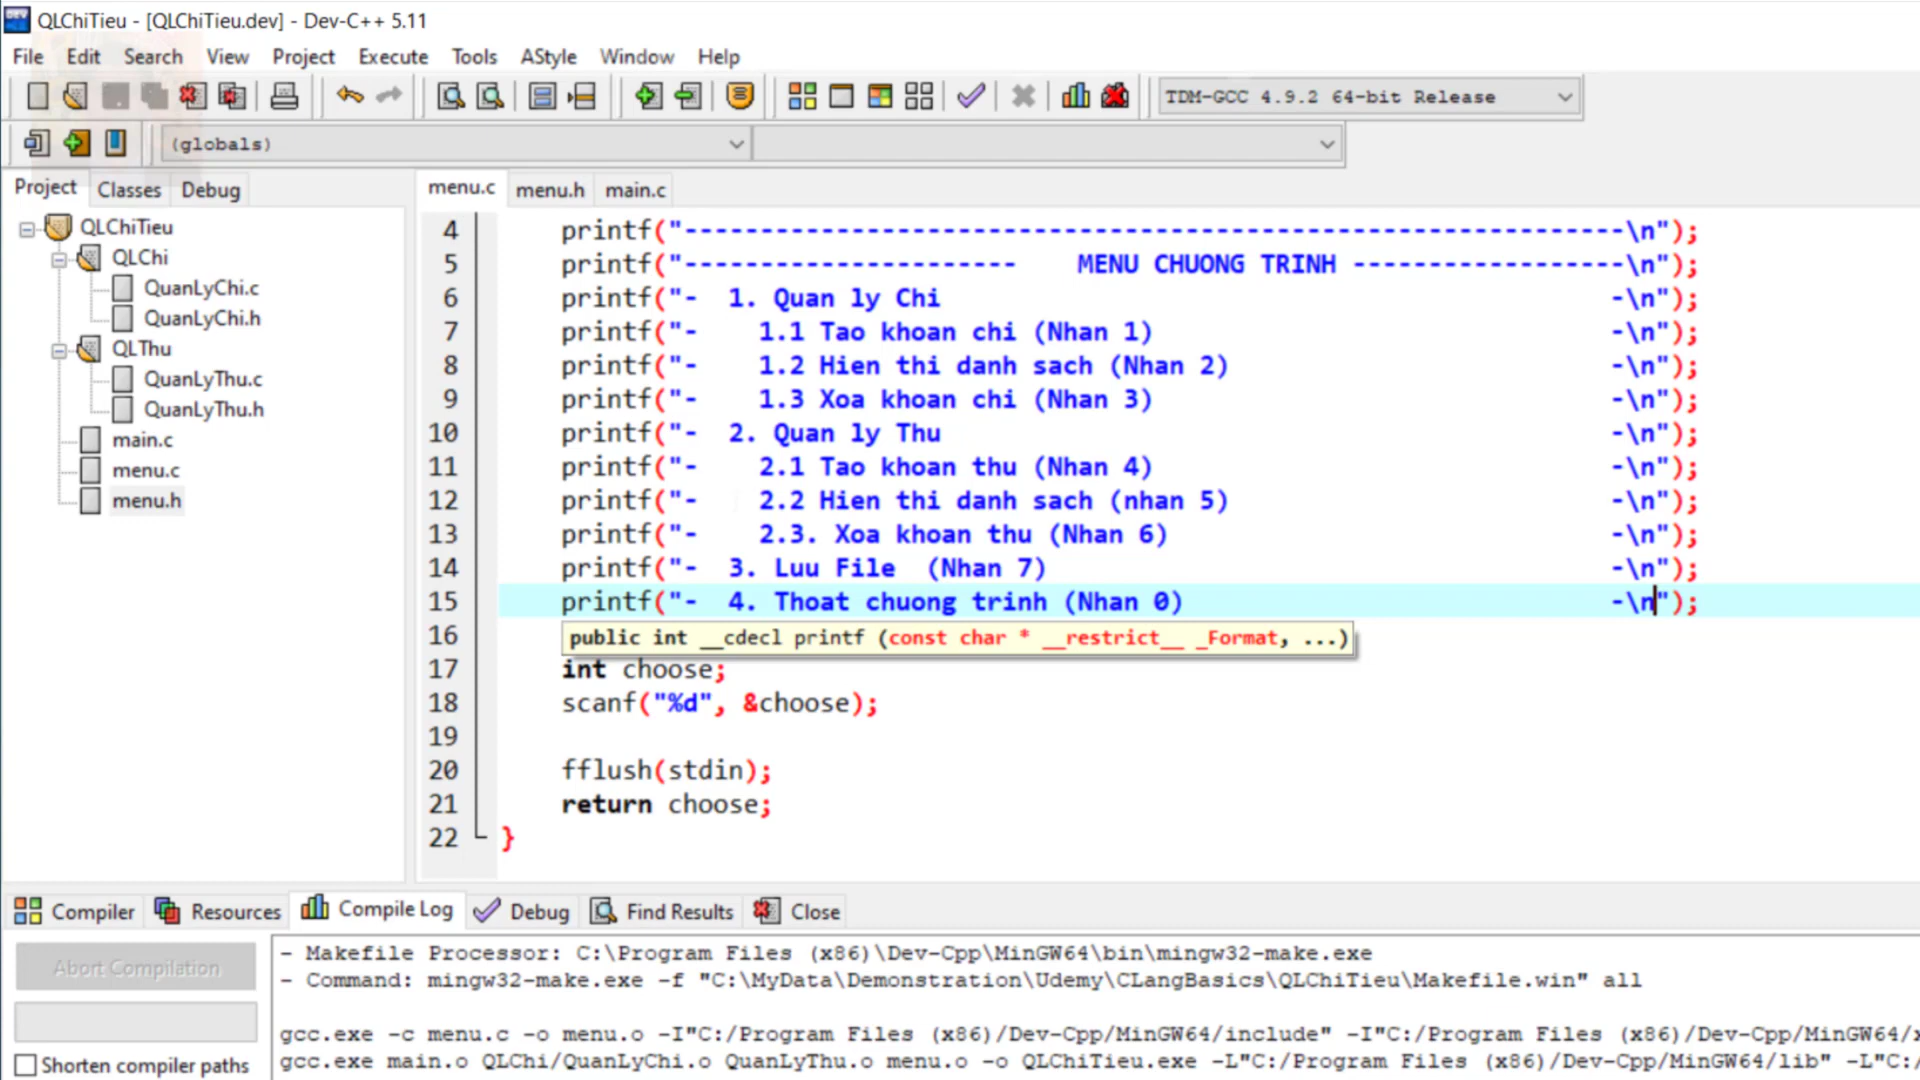 QLChiTieu - [QLChiTieu.dev] - Dev-C++ 5.11
File Edit Search View Project Execute Tools AStyle Window Help
TDM-GCC 4.9.2 64-bit Release
(globals)
Project Classes Debug
menu.c menu.h main.c
QLChiTieu
QLChi
QuanLyChi.c
QuanLyChi.h
QLThu
QuanLyThu.c
QuanLyThu.h
main.c
menu.c
menu.h
4 printf("--------------------------------------------------------------\n");
5 printf("----------------------    MENU CHUONG TRINH ------------------\n");
6 printf("-  1. Quan ly Chi                                            -\n");
7 printf("-    1.1 Tao khoan chi (Nhan 1)                              -\n");
8 printf("-    1.2 Hien thi danh sach (Nhan 2)                         -\n");
9 printf("-    1.3 Xoa khoan chi (Nhan 3)                              -\n");
10 printf("-  2. Quan ly Thu                                            -\n");
11 printf("-    2.1 Tao khoan thu (Nhan 4)                              -\n");
12 printf("-    2.2 Hien thi danh sach (nhan 5)                         -\n");
13 printf("-    2.3. Xoa khoan thu (Nhan 6)                             -\n");
14 printf("-  3. Luu File  (Nhan 7)                                     -\n");
15 printf("-  4. Thoat chuong trinh (Nhan 0)                            -\n");
16 public int __cdecl printf (const char * __restrict__ _Format, ...)
17 int choose;
18 scanf("%d", &choose);
19
20 fflush(stdin);
21 return choose;
22 }
Compiler Resources Compile Log Debug Find Results Close
Abort Compilation
Shorten compiler paths
- Makefile Processor: C:\Program Files (x86)\Dev-Cpp\MinGW64\bin\mingw32-make.exe
- Command: mingw32-make.exe -f "C:\MyData\Demonstration\Udemy\CLangBasics\QLChiTieu\Makefile.win" all
gcc.exe -c menu.c -o menu.o -I"C:/Program Files (x86)/Dev-Cpp/MinGW64/include" -I"C:/Program Files (x86)/Dev-Cpp/MinGW64/x
gcc.exe main.o QLChi/QuanLyChi.o QuanLyThu.o menu.o -o QLChiTieu.exe -L"C:/Program Files (x86)/Dev-Cpp/MinGW64/lib" -L"C:/